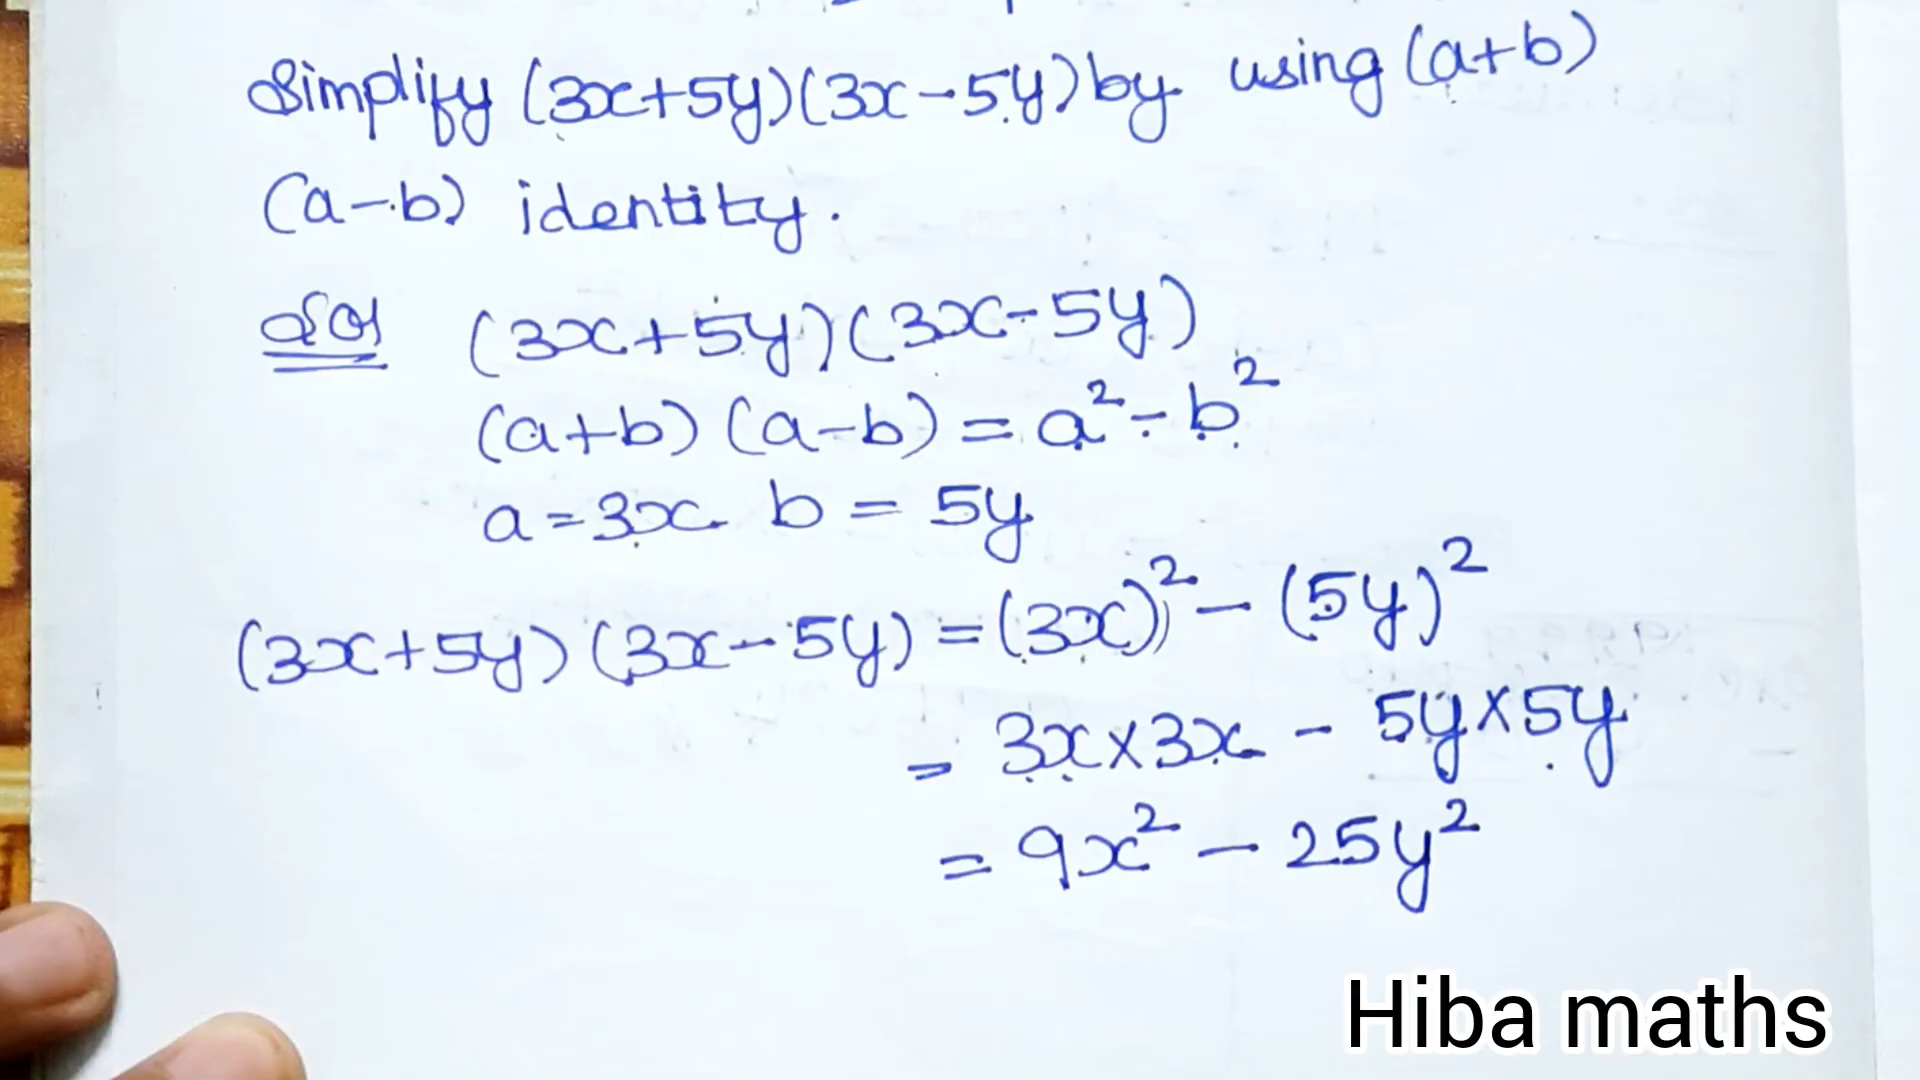 Simplify (3x+5y)(3x-5y) by using (a+b)
(a-b) identity.
Sol (3x+5y)(3x-5y)
(a+b) (a-b) = a² - b²
a = 3x b = 5y
(3x+5y) (3x-5y) = (3x)² - (5y)²
= 3x×3x - 5y×5y
= 9x² - 25y²
Hiba maths